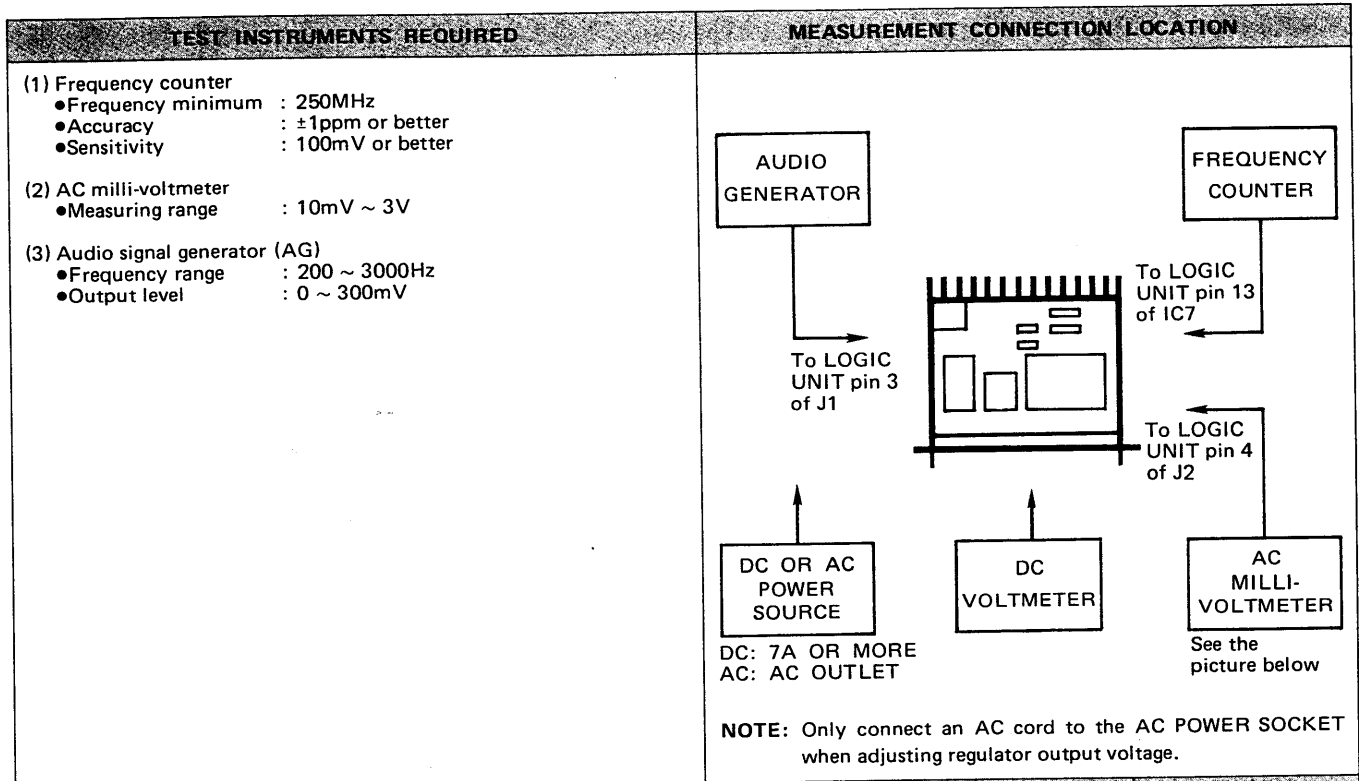 TEST INSTRUMENTS REQUIRED
(1) Frequency counter
●Frequency minimum : 250MHz
●Accuracy : ±1ppm or better
●Sensitivity : 100mV or better
(2) AC milli-voltmeter
●Measuring range : 10mV ~ 3V
(3) Audio signal generator (AG)
●Frequency range : 200 ~ 3000Hz
●Output level : 0 ~ 300mV
MEASUREMENT CONNECTION LOCATION
AUDIO
GENERATOR
FREQUENCY
COUNTER
To LOGIC
UNIT pin 13
of IC7
To LOGIC
UNIT pin 3
of J1
To LOGIC
UNIT pin 4
of J2
DC OR AC
POWER
SOURCE
DC
VOLTMETER
AC
MILLI-
VOLTMETER
DC: 7A OR MORE
AC: AC OUTLET
See the
picture below
NOTE: Only connect an AC cord to the AC POWER SOCKET
when adjusting regulator output voltage.